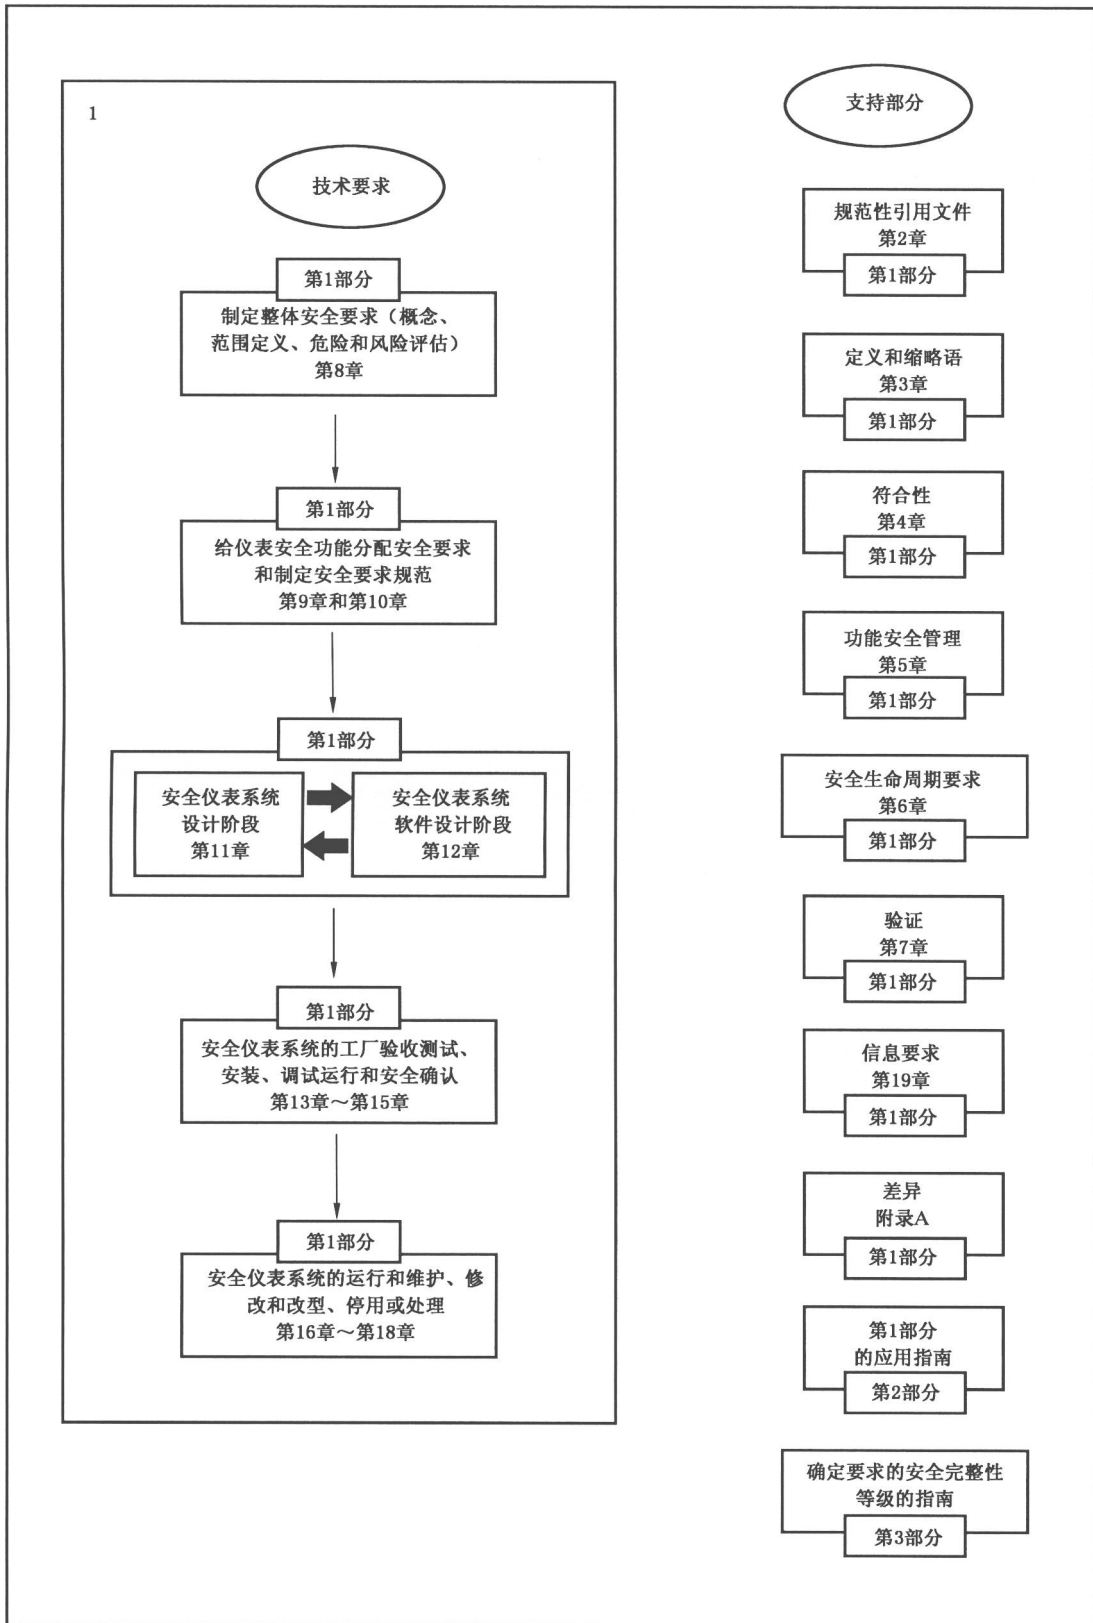 1
技术要求
第1部分
制定整体安全要求（概念、
范围定义、危险和风险评估）
第8章
第1部分
给仪表安全功能分配安全要求
和制定安全要求规范
第9章和第10章
第1部分
安全仪表系统
设计阶段
第11章
安全仪表系统
软件设计阶段
第12章
第1部分
安全仪表系统的工厂验收测试、
安装、调试运行和安全确认
第13章～第15章
第1部分
安全仪表系统的运行和维护、修
改和改型、停用或处理
第16章～第18章
支持部分
规范性引用文件
第2章
第1部分
定义和缩略语
第3章
第1部分
符合性
第4章
第1部分
功能安全管理
第5章
第1部分
安全生命周期要求
第6章
第1部分
验证
第7章
第1部分
信息要求
第19章
第1部分
差异
附录A
第1部分
第1部分
的应用指南
第2部分
确定要求的安全完整性
等级的指南
第3部分